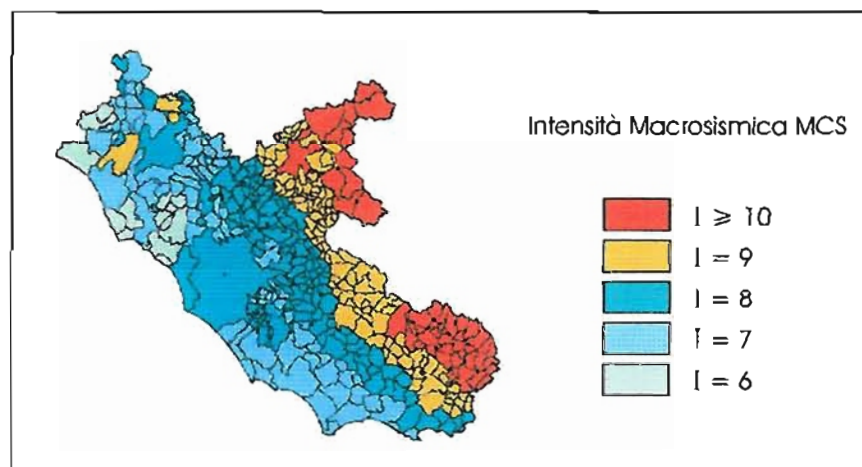 Intensità Macrosismica MCS
I ⩾ 10
I = 9
I = 8
I = 7
I = 6